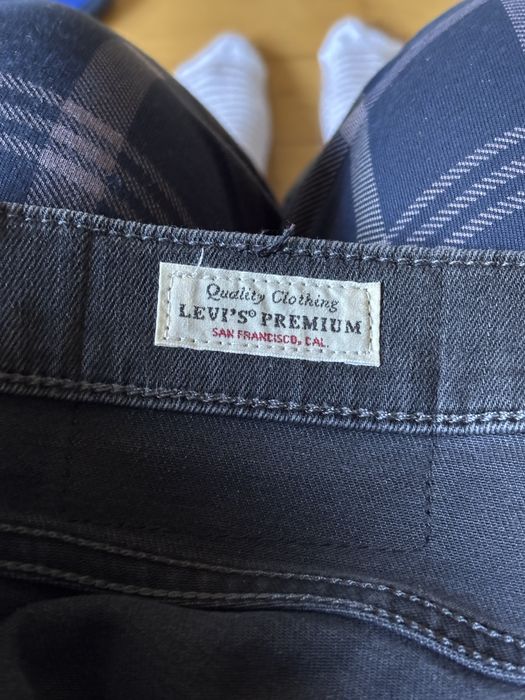 Quality Clothing
LEVI'S® PREMIUM
SAN FRANCISCO, CAL.